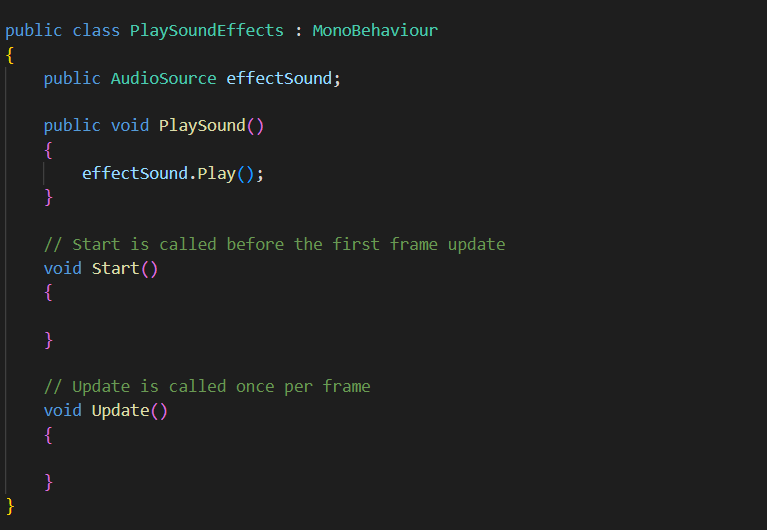 public class PlaySoundEffects : MonoBehaviour
{
    public AudioSource effectSound;

    public void PlaySound()
    {
        effectSound.Play();
    }

    // Start is called before the first frame update
    void Start()
    {

    }

    // Update is called once per frame
    void Update()
    {

    }
}